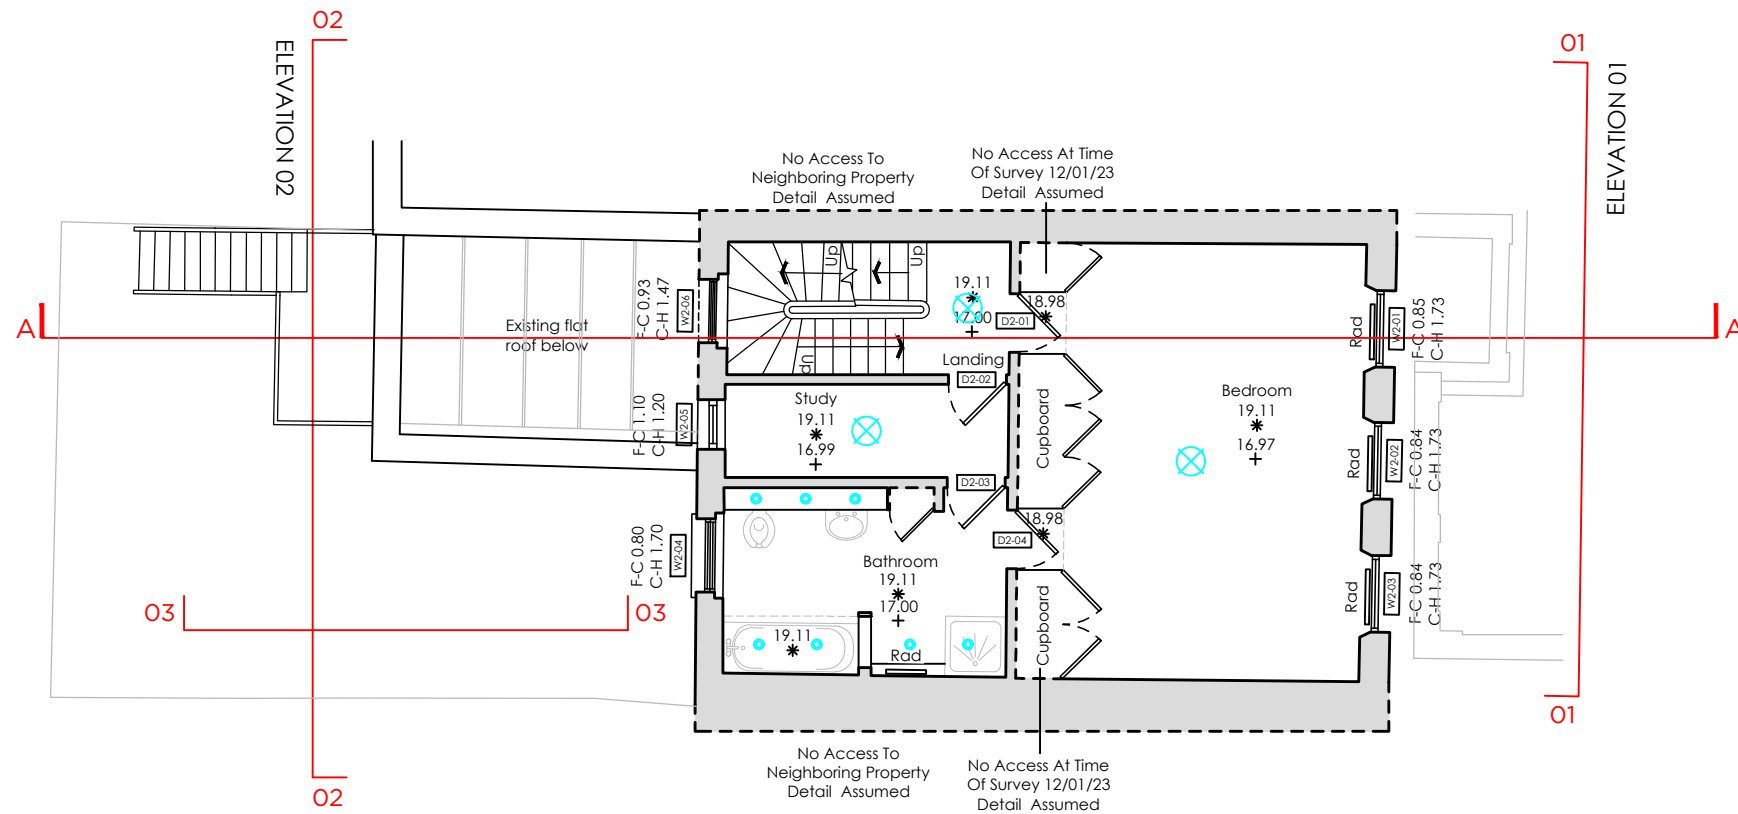 02
01
ELEVATION 02
ELEVATION 01
No Access To
Neighboring Property
Detail Assumed
No Access At Time
Of Survey 12/01/23
Detail Assumed
Up
Up
19.11
17.00
18.98
D2-01
F-C 0.93
C-H 1.47
W2-06
Existing flat
roof below
A
A
Rad
W2-01
F-C 0.85
C-H 1.73
up
Landing
D2-02
Study
19.11
16.99
F-C 1.10
C-H 1.20
W2-05
Cupboard
Bedroom
19.11
16.97
Rad
W2-02
F-C 0.84
C-H 1.73
D2-03
18.98
D2-04
F-C 0.80
C-H 1.70
W2-04
Bathroom
19.11
17.00
19.11
Rad
Cupboard
Rad
W2-03
F-C 0.84
C-H 1.73
03
03
01
No Access To
Neighboring Property
Detail Assumed
No Access At Time
Of Survey 12/01/23
Detail Assumed
02